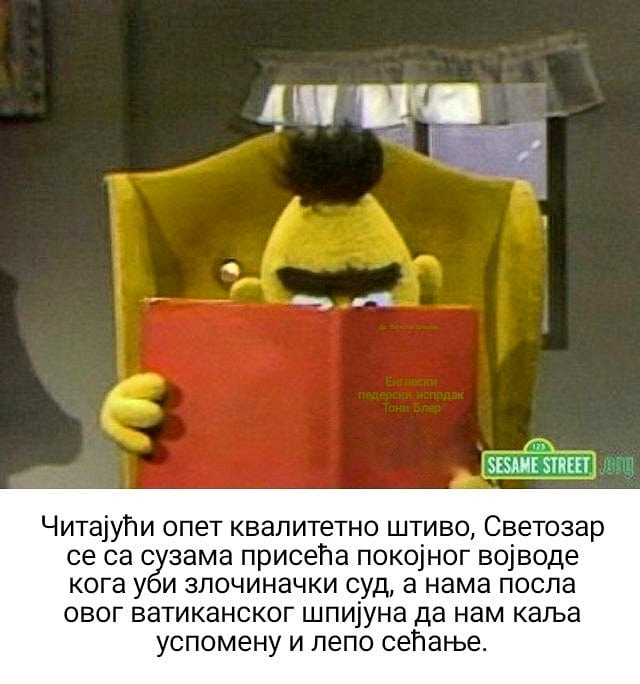 Енглески
педерски испрдак
Тони Блер
123
SESAME STREET .org
Читајући опет квалитетно штиво, Светозар
се са сузама присећа покојног војводе
кога уби злочиначки суд, а нама посла
овог ватиканског шпијуна да нам каља
успомену и лепо сећање.